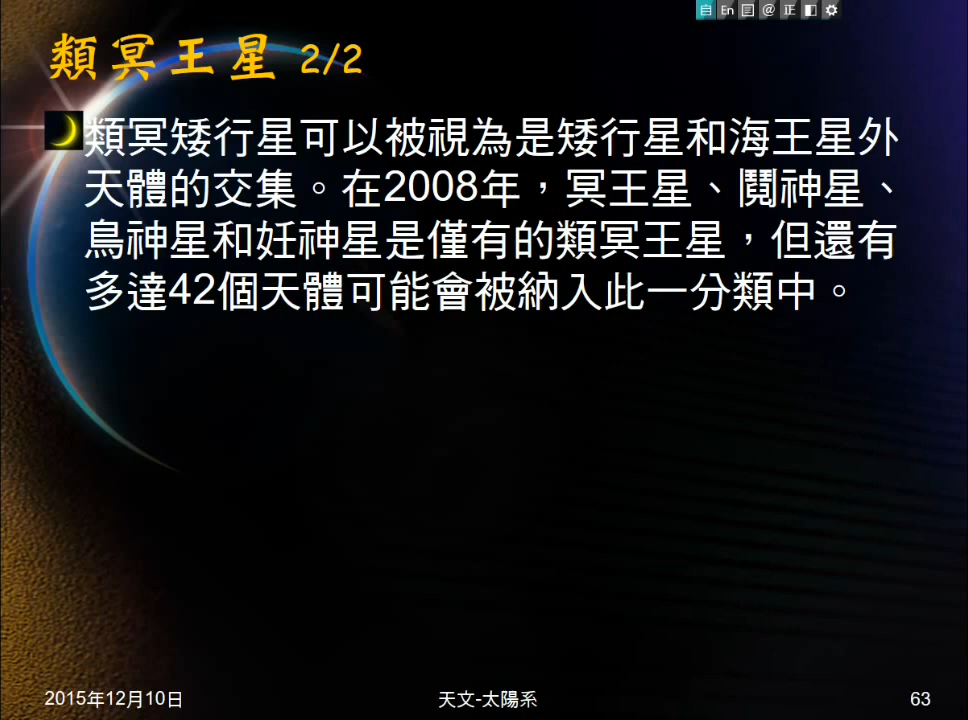 自 En @ 正
類冥王星 2/2
類冥矮行星可以被視為是矮行星和海王星外
天體的交集。在2008年，冥王星、鬩神星、
鳥神星和妊神星是僅有的類冥王星，但還有
多達42個天體可能會被納入此一分類中。
2015年12月10日 天文-太陽系 63